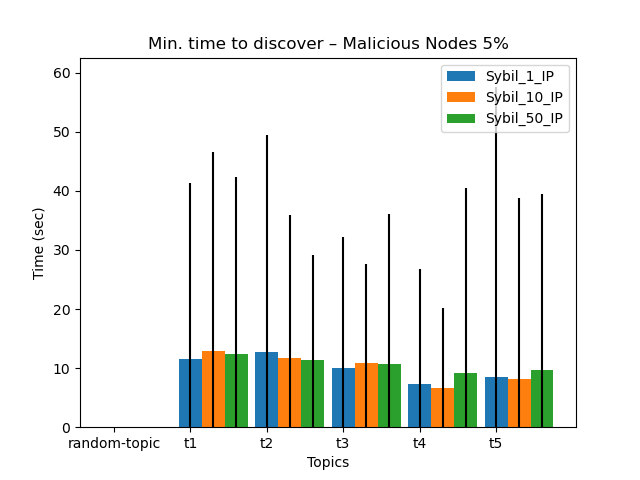 Min. time to discover – Malicious Nodes 5%
Sybil_1_IP
Sybil_10_IP
Sybil_50_IP
60
50
40
30
20
10
0
Time (sec)
random-topic t1 t2 t3 t4 t5
Topics